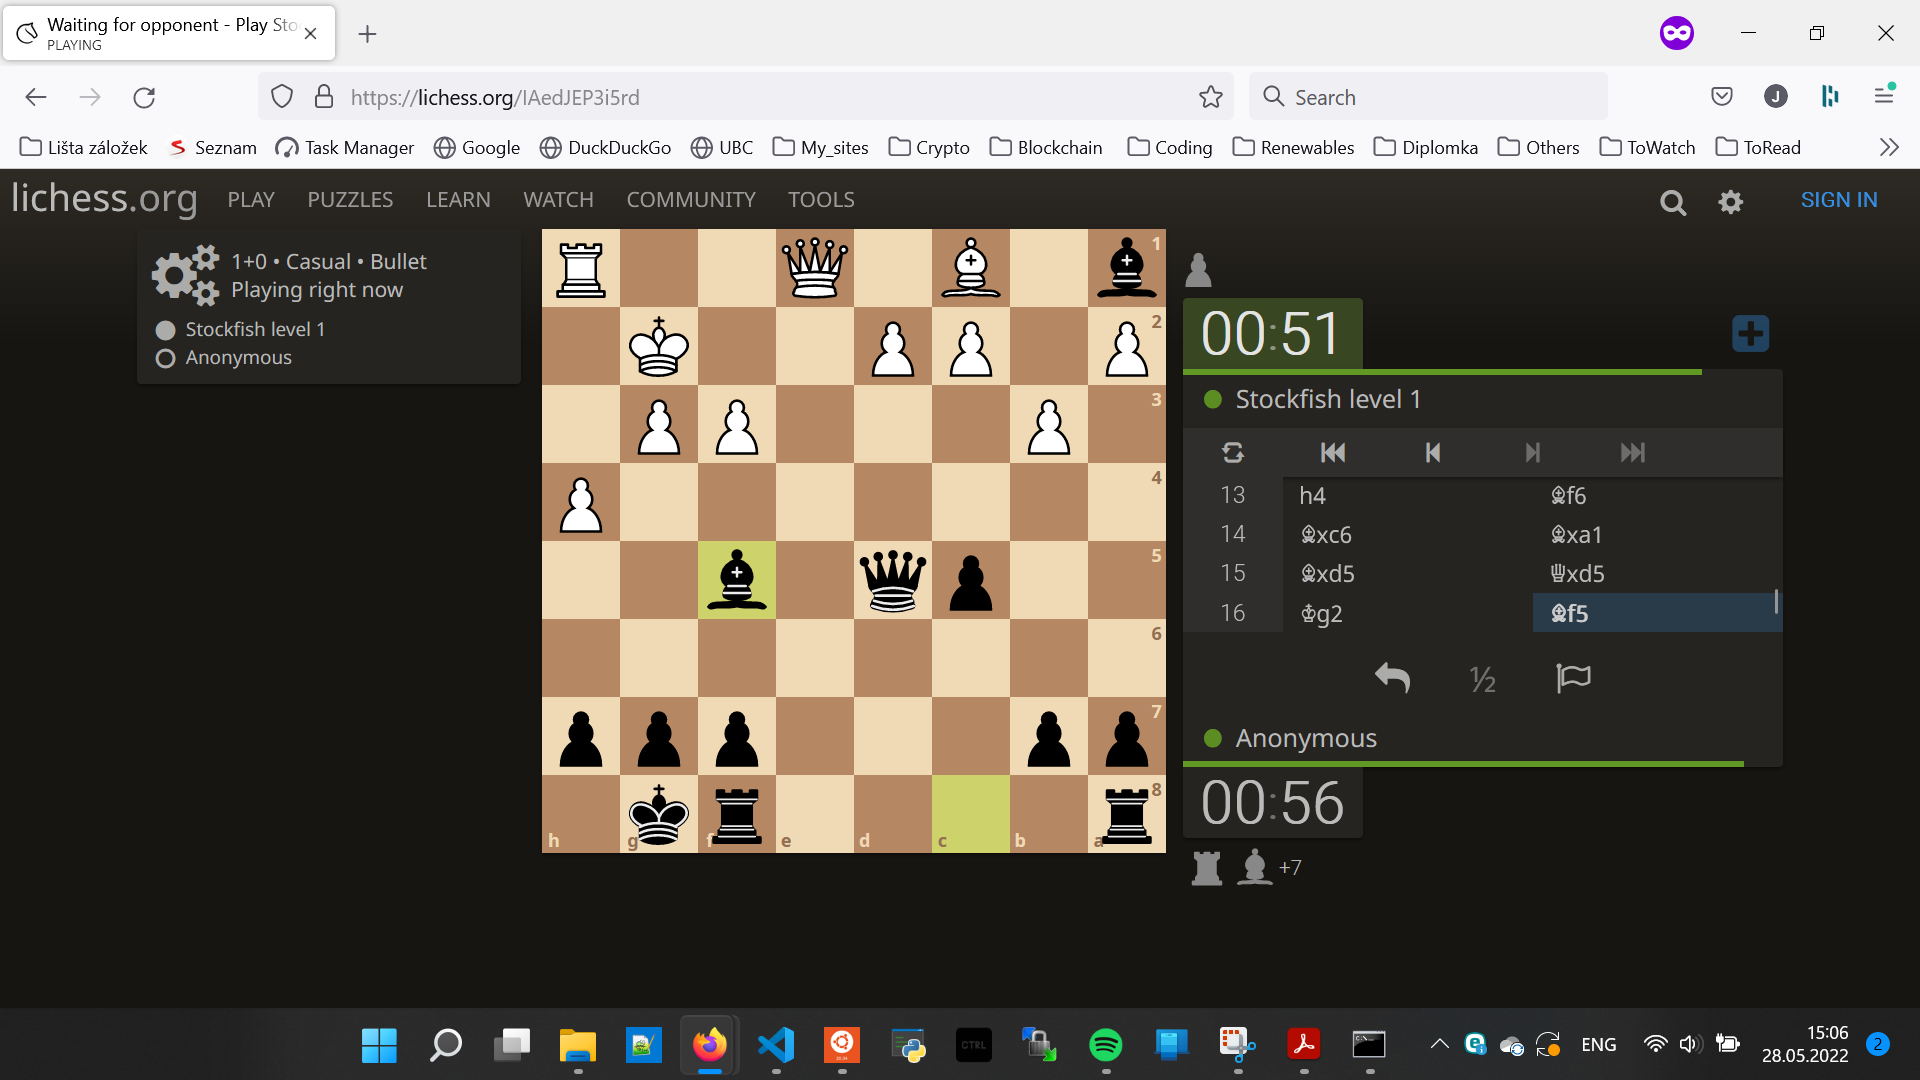 Waiting for opponent - Play Sto
PLAYING
https://lichess.org/IAedJEP3i5rd
Search
J
Lišta záložek
Seznam
Task Manager
Google
DuckDuckGo
UBC
My_sites
Crypto
Blockchain
Coding
Renewables
Diplomka
Others
ToWatch
ToRead
lichess.org
PLAY
PUZZLES
LEARN
WATCH
COMMUNITY
TOOLS
SIGN IN
1+0 • Casual • Bullet
Playing right now
Stockfish level 1
Anonymous
1
2
3
4
5
6
7
8
h
g
f
e
d
c
b
a
00:51
Stockfish level 1
13 h4 ♝f6
14 ♝xc6 ♝xa1
15 ♝xd5 ♛xd5
16 ♚g2 ♝f5
½
Anonymous
00:56
+7
CTRL
ENG
15:06
28.05.2022
2